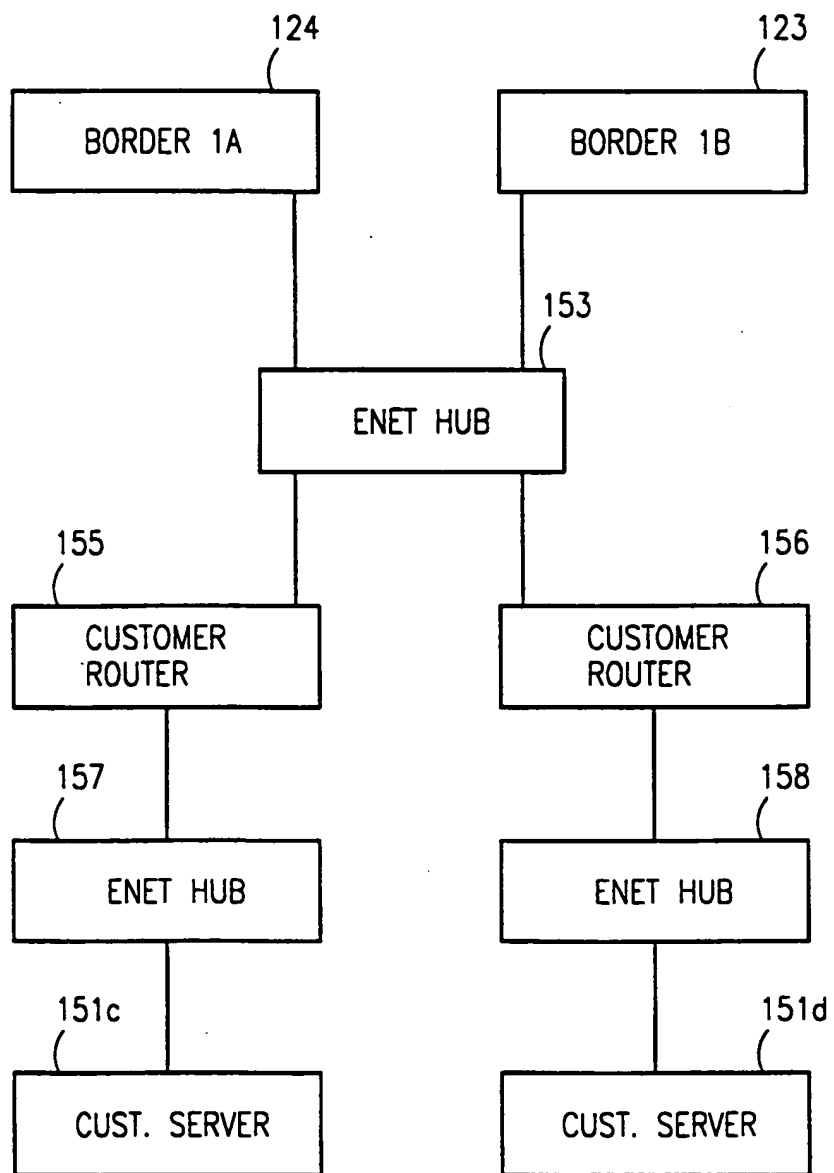 124
123
BORDER 1A
BORDER 1B
153
ENET HUB
155
156
CUSTOMER
ROUTER
CUSTOMER
ROUTER
157
158
ENET HUB
ENET HUB
151c
151d
CUST. SERVER
CUST. SERVER